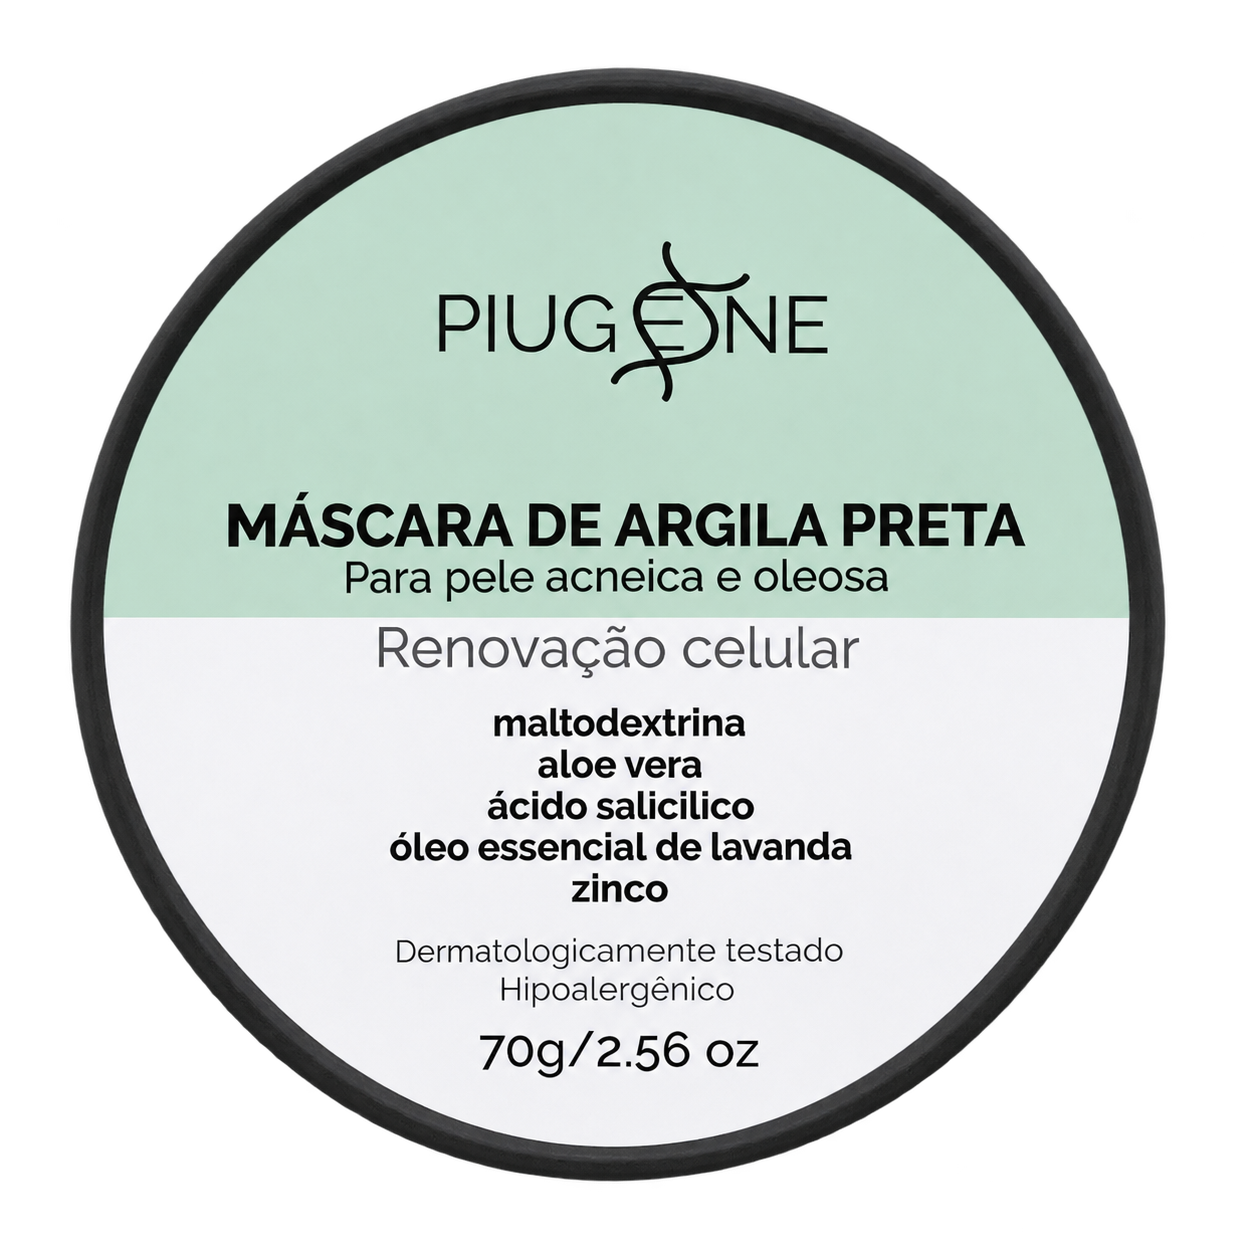 PIUGENE
MÁSCARA DE ARGILA PRETA
Para pele acneica e oleosa
Renovação celular
maltodextrina
aloe vera
ácido salicilico
óleo essencial de lavanda
zinco
Dermatologicamente testado
Hipoalergênico
70g/2.56 oz